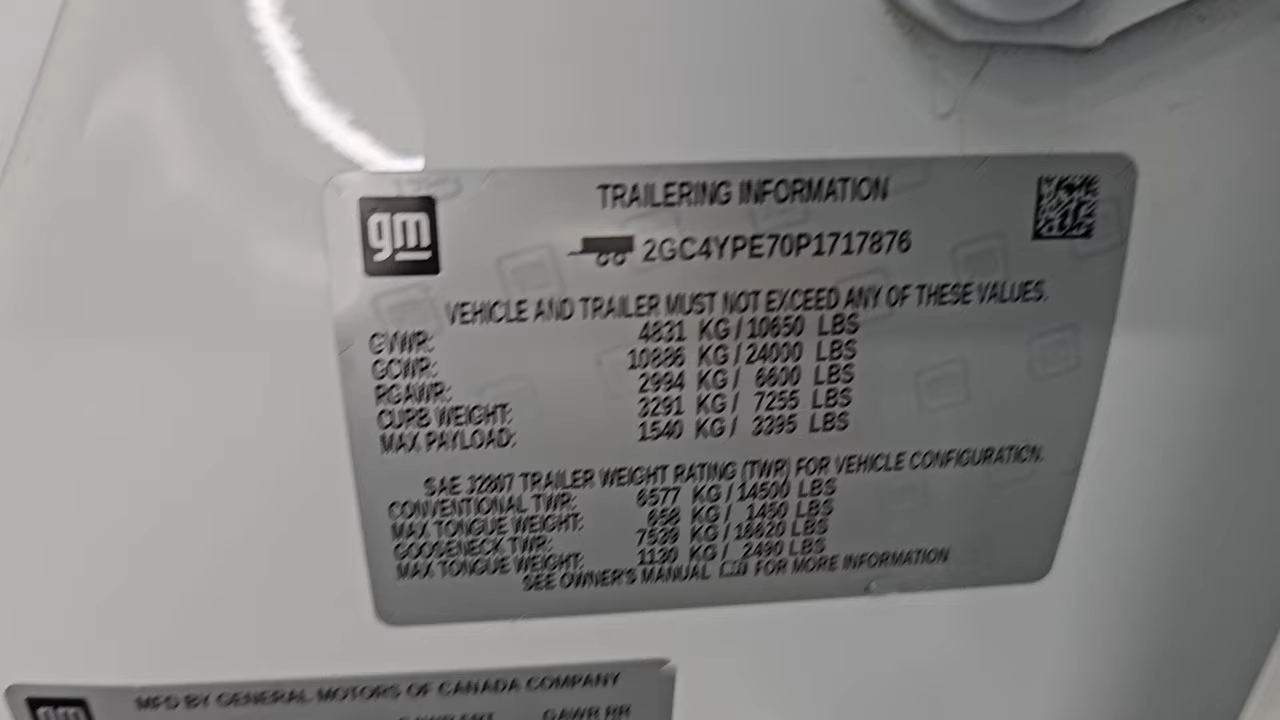 gm
TRAILERING INFORMATION
2GC4YPE70P1717876
VEHICLE AND TRAILER MUST NOT EXCEED ANY OF THESE VALUES.
GVWR: 4831 KG / 10650 LBS
GCWR: 10886 KG / 24000 LBS
RGAWR: 2994 KG / 6600 LBS
CURB WEIGHT: 3291 KG / 7255 LBS
MAX PAYLOAD: 1540 KG / 3395 LBS
SAE J2807 TRAILER WEIGHT RATING (TWR) FOR VEHICLE CONFIGURATION.
CONVENTIONAL TWR: 6577 KG / 14500 LBS
MAX TONGUE WEIGHT: 658 KG / 1450 LBS
GOOSENECK TWR: 7539 KG / 16620 LBS
MAX TONGUE WEIGHT: 1130 KG / 2490 LBS
SEE OWNER'S MANUAL FOR MORE INFORMATION
gm
MFD BY GENERAL MOTORS OF CANADA COMPANY
GAWR RR